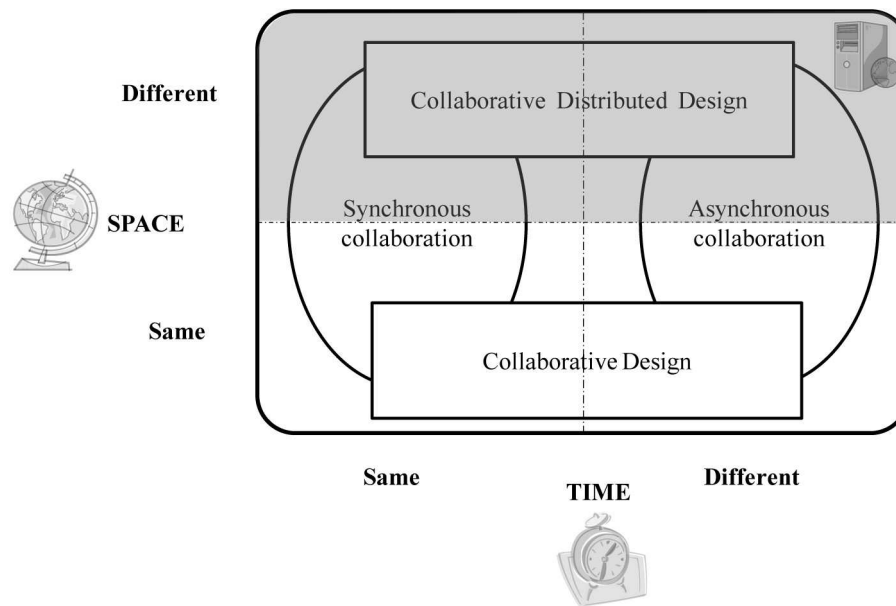 Different
Collaborative Distributed Design
SPACE
Synchronous
collaboration
Asynchronous
collaboration
Same
Collaborative Design
Same
Different
TIME